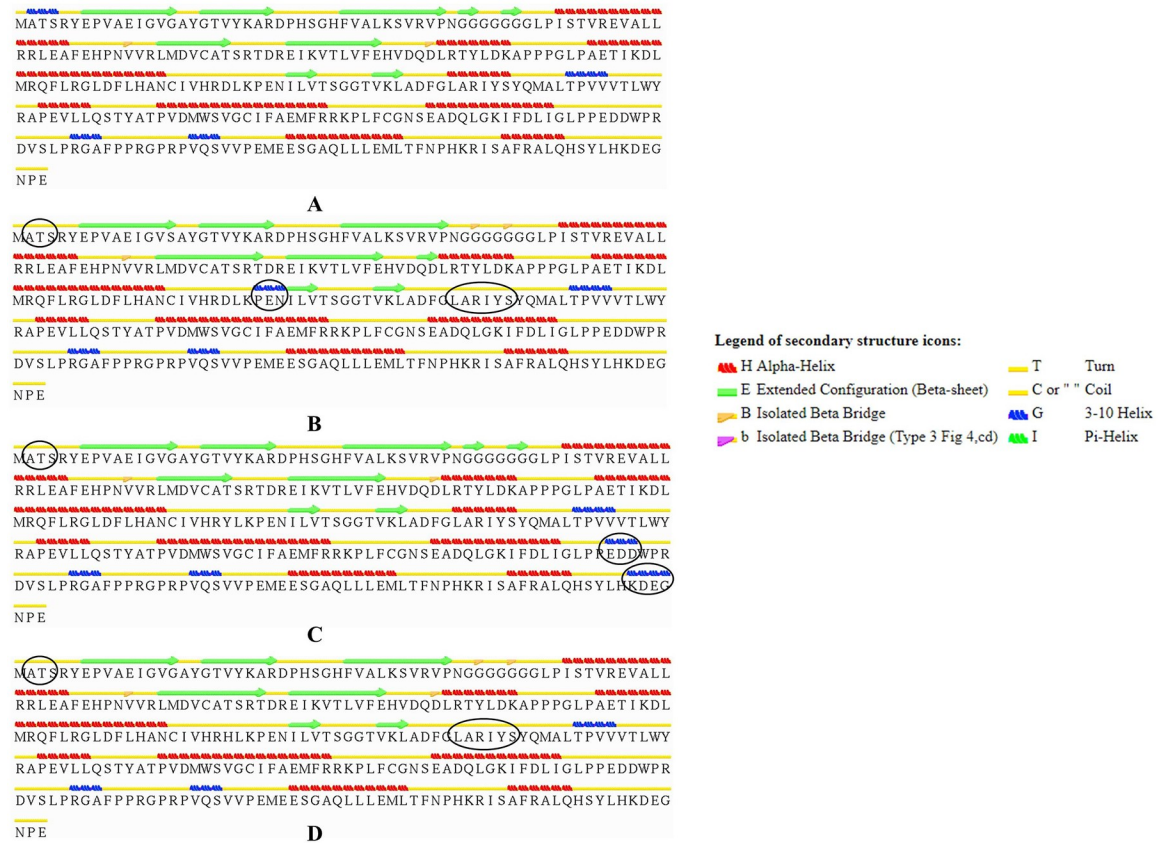 MATSRYEPVAEIGVGAYGTVYKARDPHSGHFVALKSVRVPNGGGGGGGLPISTVREVALL
RRLEAFEHPNVVRLMDVCATSRTDREIKVTLVFEHVDQDLRTYLDKAPPPGLPAETIKDL
MRQFLRGLDFLHANCIVHRDLKPENILVTSGGTVKLADFGLARIYSYQMALTPVVVTLWY
RAPEVLLQSTYATPVDMWSVGCIFAEMFRRKPLFCGNSEADQLGKIFDLIGLPPEDDWPR
DVSLPRGAFPPRGPRPVQSVVPEMEESGAQLLLEMLTFNPHKRISAFRALQHSYLHKDEG
NPE
A
MATSRYEPVAEIGVSAYGTVYKARDPHSGHFVALKSVRVPNGGGGGGGLPISTVREVALL
RRLEAFEHPNVVRLMDVCATSRTDREIKVTLVFEHVDQDLRTYLDKAPPPGLPAETIKDL
MRQFLRGLDFLHANCIVHRDLKPENILVTSGGTVKLADFGLARIYSYQMALTPVVVTLWY
RAPEVLLQSTYATPVDMWSVGCIFAEMFRRKPLFCGNSEADQLGKIFDLIGLPPEDDWPR
DVSLPRGAFPPRGPRPVQSVVPEMEESGAQLLLEMLTFNPHKRISAFRALQHSYLHKDEG
NPE
B
MATSRYEPVAEIGVGAYGTVYKARDPHSGHFVALKSVRVPNGGGGGGGLPISTVREVALL
RRLEAFEHPNVVRLMDVCATSRTDREIKVTLVFEHVDQDLRTYLDKAPPPGLPAETIKDL
MRQFLRGLDFLHANCIVHRYLKPENILVTSGGTVKLADFGLARIYSYQMALTPVVVTLWY
RAPEVLLQSTYATPVDMWSVGCIFAEMFRRKPLFCGNSEADQLGKIFDLIGLPPEDDWPR
DVSLPRGAFPPRGPRPVQSVVPEMEESGAQLLLEMLTFNPHKRISAFRALQHSYLHKDEG
NPE
C
MATSRYEPVAEIGVGAYGTVYKARDPHSGHFVALKSVRVPNGGGGGGGLPISTVREVALL
RRLEAFEHPNVVRLMDVCATSRTDREIKVTLVFEHVDQDLRTYLDKAPPPGLPAETIKDL
MRQFLRGLDFLHANCIVHRHLKPENILVTSGGTVKLADFGLARIYSYQMALTPVVVTLWY
RAPEVLLQSTYATPVDMWSVGCIFAEMFRRKPLFCGNSEADQLGKIFDLIGLPPEDDWPR
DVSLPRGAFPPRGPRPVQSVVPEMEESGAQLLLEMLTFNPHKRISAFRALQHSYLHKDEG
NPE
D
Legend of secondary structure icons:
H Alpha-Helix T Turn
E Extended Configuration (Beta-sheet) C or " " Coil
B Isolated Beta Bridge G 3-10 Helix
b Isolated Beta Bridge (Type 3 Fig 4,cd) I Pi-Helix